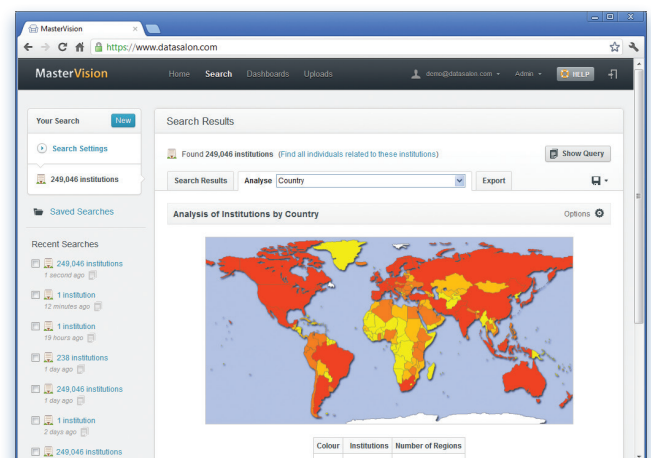 MasterVision
https://www.datasalon.com
MasterVision
Home Search Dashboards Uploads demo@datasalon.com Admin HELP
Your Search New
Search Settings
249,046 institutions
Saved Searches
Recent Searches
249,046 institutions
1 second ago
1 institution
12 minutes ago
1 institution
19 hours ago
238 institutions
1 day ago
249,046 institutions
1 day ago
1 institution
2 days ago
249,046 institutions
Search Results
Found 249,046 institutions (Find all individuals related to these institutions)
Show Query
Search Results Analyse Country Export
Analysis of Institutions by Country Options
Colour Institutions Number of Regions